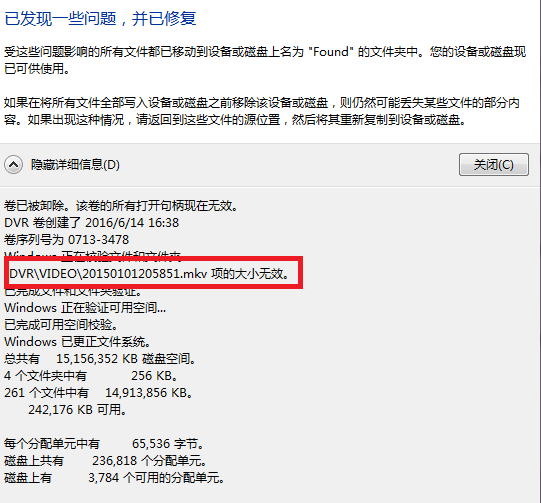 已发现一些问题，并已修复
受这些问题影响的所有文件都已移动到设备或磁盘上名为 "Found" 的文件夹中。您的设备或磁盘现
已可供使用。
如果在将所有文件全部写入设备或磁盘之前移除该设备或磁盘，则仍然可能丢失某些文件的部分内
容。如果出现这种情况，请返回到这些文件的源位置，然后将其重新复制到设备或磁盘。
隐藏详细信息(D)
关闭(C)
卷已被卸除。该卷的所有打开句柄现在无效。
DVR 卷创建了 2016/6/14 16:38
卷序列号为 0713-3478
Windows 正在校验文件和文件夹...
DVR\VIDEO\20150101205851.mkv 项的大小无效。
已完成文件和文件夹验证。
Windows 正在验证可用空间...
已完成可用空间校验。
Windows 已更正文件系统。
总共有 15,156,352 KB 磁盘空间。
4 个文件夹中有 256 KB。
261 个文件中有 14,913,856 KB。
242,176 KB 可用。
每个分配单元中有 65,536 字节。
磁盘上共有 236,818 个分配单元。
磁盘上有 3,784 个可用的分配单元。